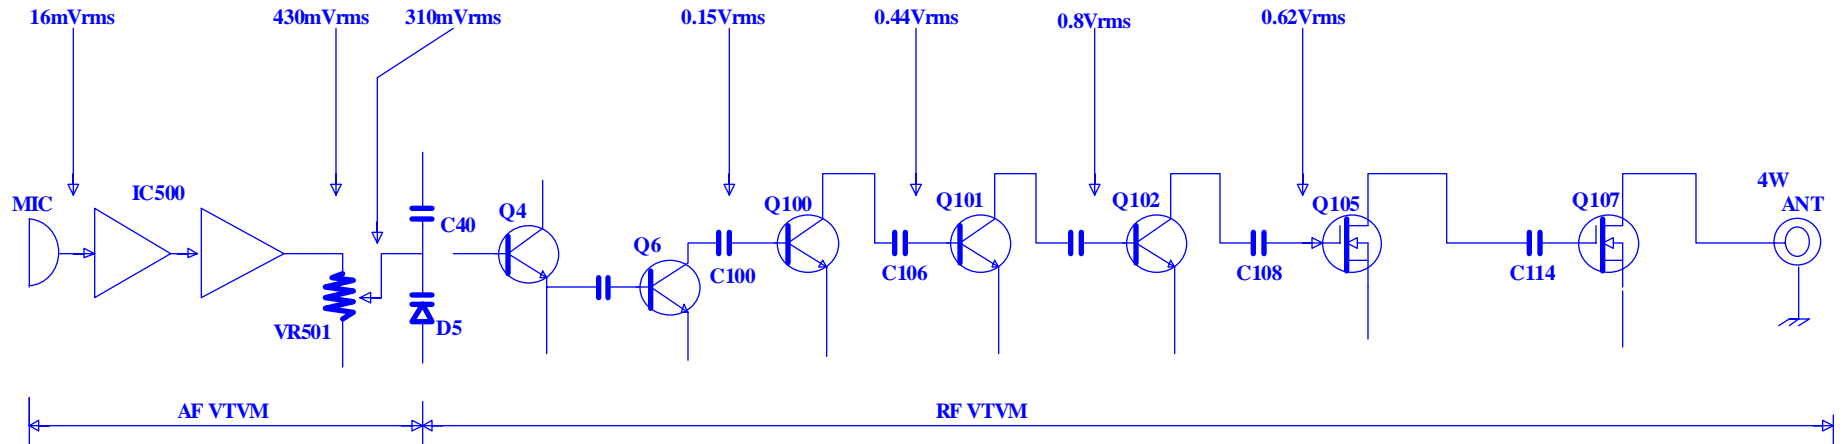 16mVrms 430mVrms 310mVrms 0.15Vrms 0.44Vrms 0.8Vrms 0.62Vrms
MIC IC500 Q4 Q100 Q101 Q102 Q105 Q107 4W
ANT
C40
Q6
C100 C106 C108 C114
VR501 D5
AF VTVM RF VTVM